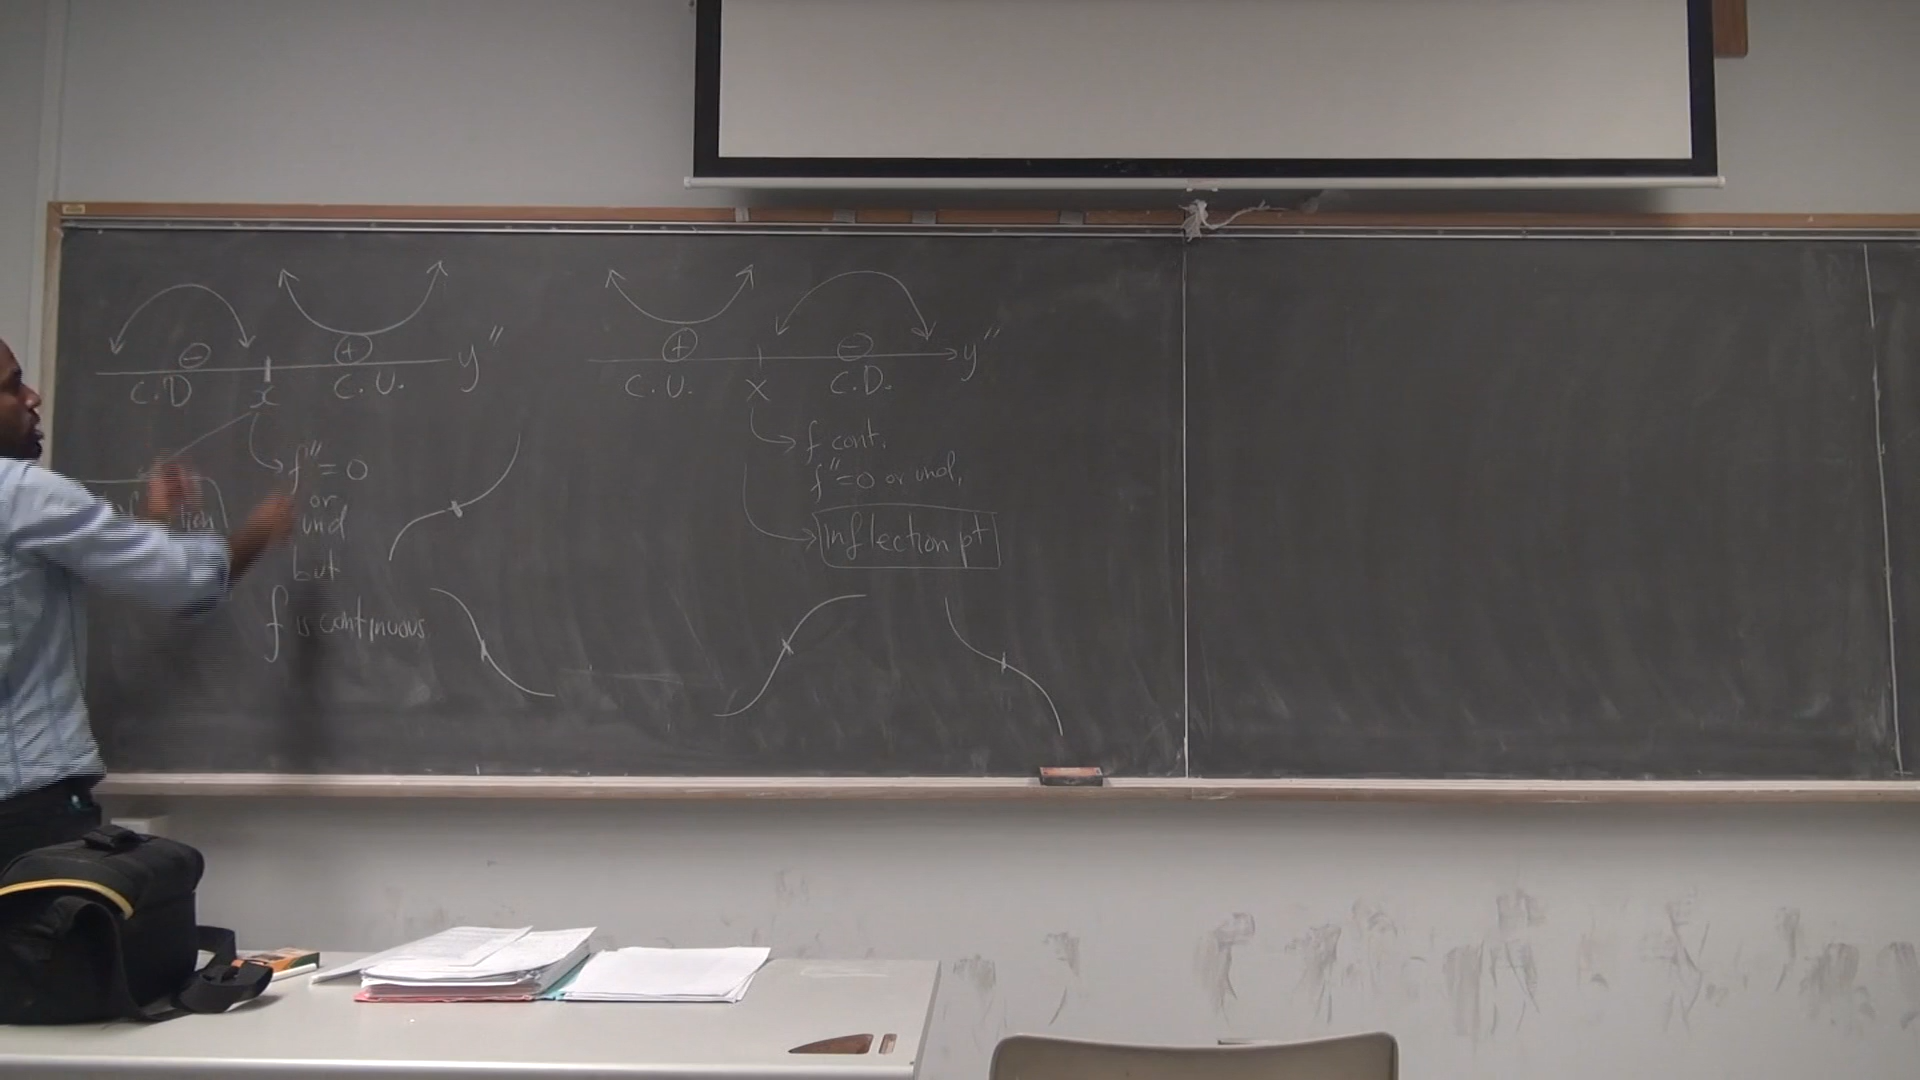 − + y"
C.D x C.U.
f" = 0
or
und
but
f is continuous.
+ − y"
C.U. x C.D.
f cont.
f" = 0 or und.
inflection pt